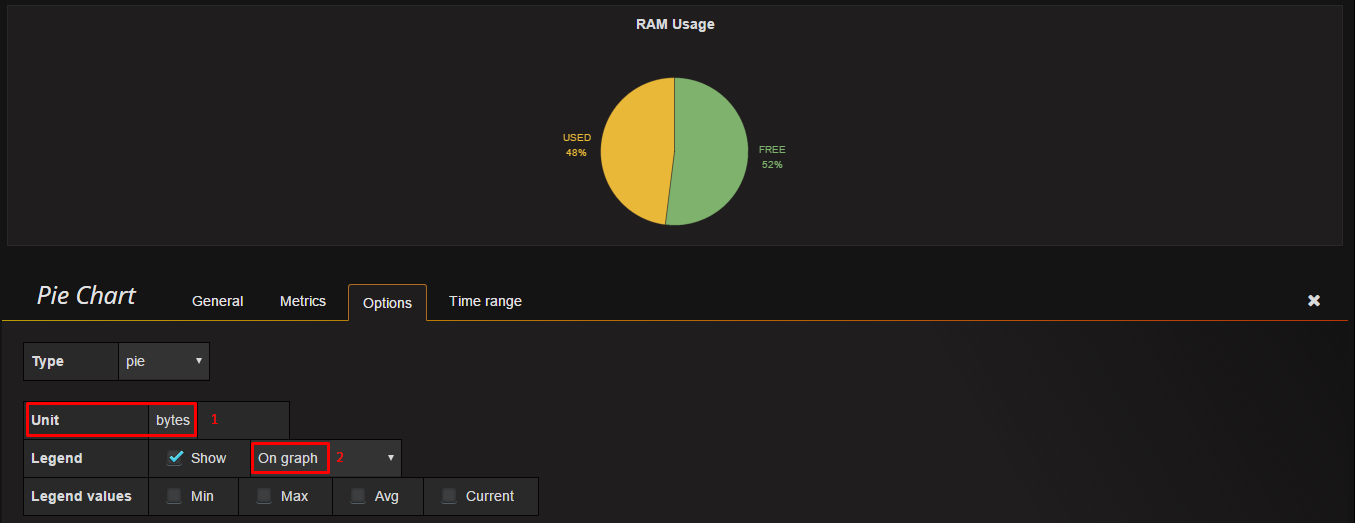 RAM Usage
USED
48%
FREE
52%
Pie Chart General Metrics Options Time range
Type pie
Unit bytes 1
Legend Show On graph 2
Legend values Min Max Avg Current